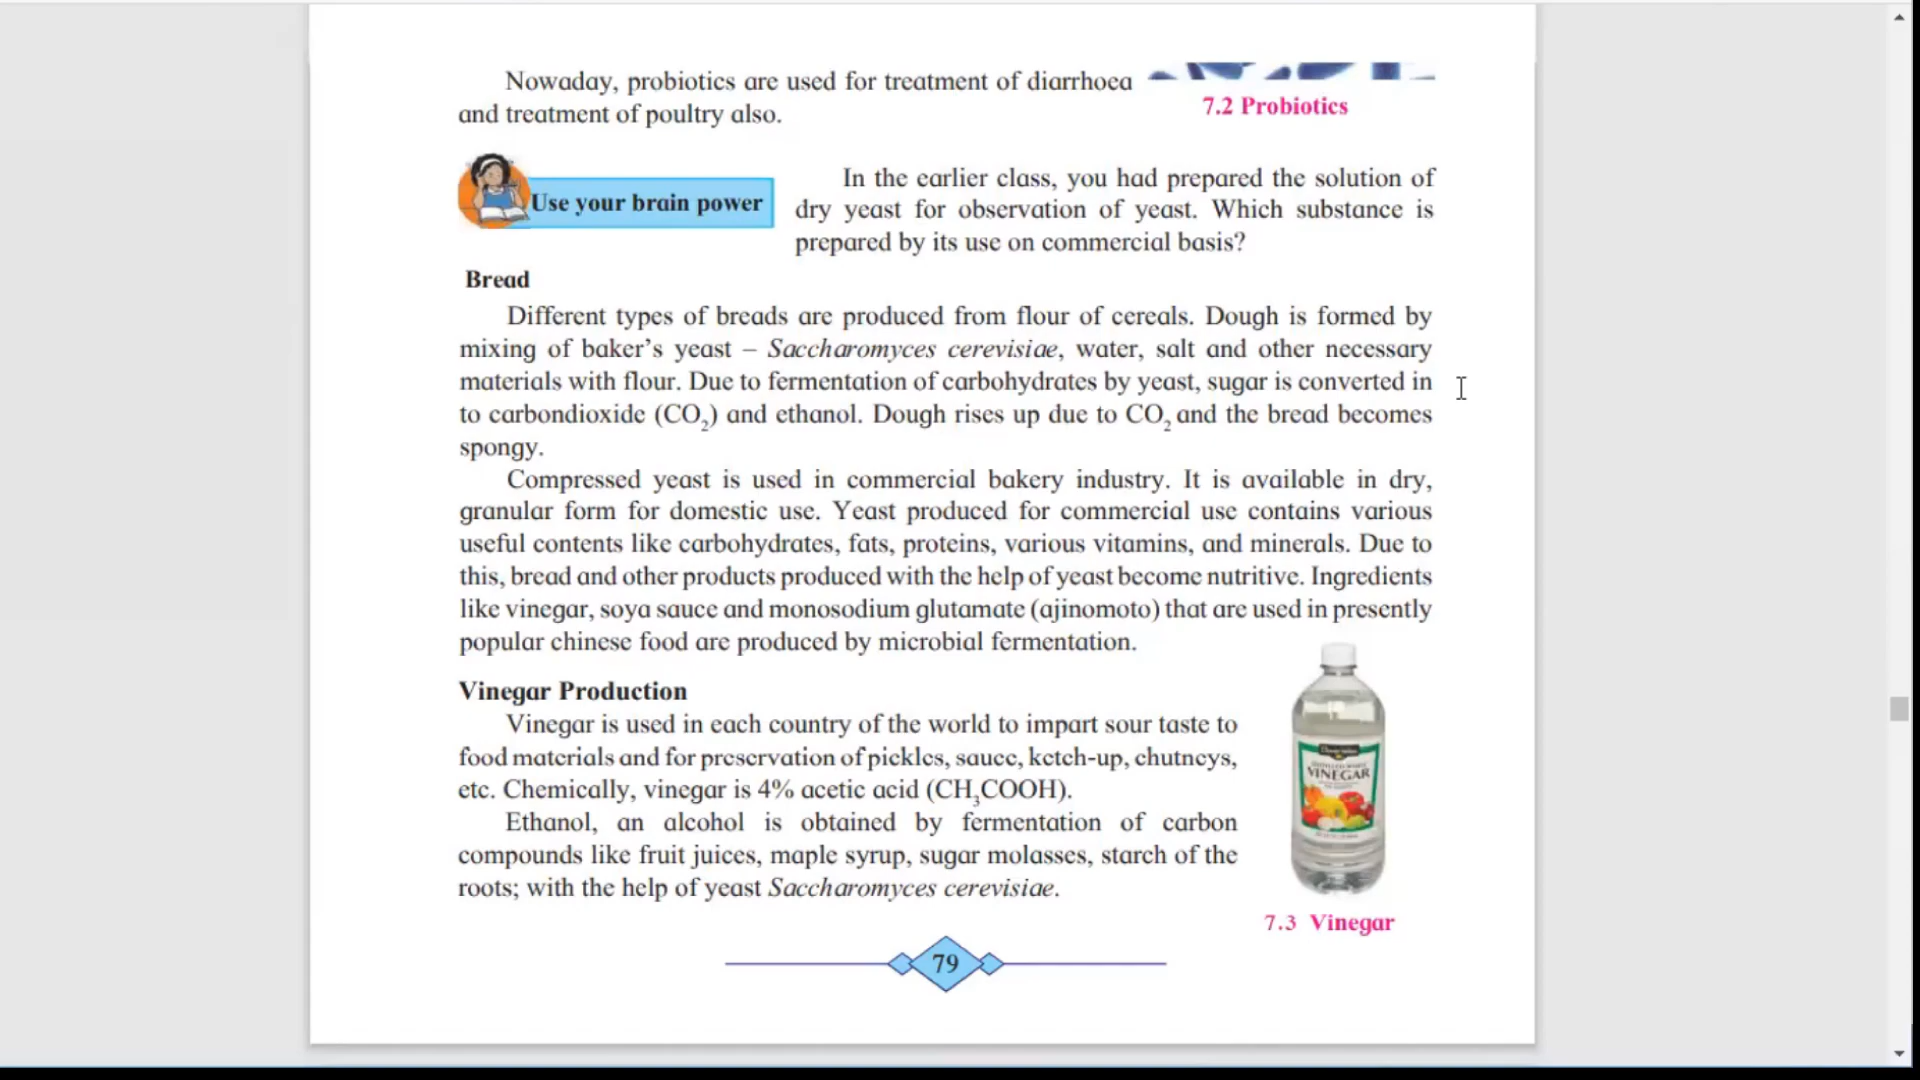 Nowaday, probiotics are used for treatment of diarrhoea
and treatment of poultry also.
7.2 Probiotics
Use your brain power
In the earlier class, you had prepared the solution of
dry yeast for observation of yeast. Which substance is
prepared by its use on commercial basis?
Bread
Different types of breads are produced from flour of cereals. Dough is formed by
mixing of baker's yeast – Saccharomyces cerevisiae, water, salt and other necessary
materials with flour. Due to fermentation of carbohydrates by yeast, sugar is converted in
to carbondioxide (CO₂) and ethanol. Dough rises up due to CO₂ and the bread becomes
spongy.
Compressed yeast is used in commercial bakery industry. It is available in dry,
granular form for domestic use. Yeast produced for commercial use contains various
useful contents like carbohydrates, fats, proteins, various vitamins, and minerals. Due to
this, bread and other products produced with the help of yeast become nutritive. Ingredients
like vinegar, soya sauce and monosodium glutamate (ajinomoto) that are used in presently
popular chinese food are produced by microbial fermentation.
Vinegar Production
Vinegar is used in each country of the world to impart sour taste to
food materials and for preservation of pickles, sauce, ketch-up, chutneys,
etc. Chemically, vinegar is 4% acetic acid (CH₃COOH).
Ethanol, an alcohol is obtained by fermentation of carbon
compounds like fruit juices, maple syrup, sugar molasses, starch of the
roots; with the help of yeast Saccharomyces cerevisiae.
VINEGAR
7.3 Vinegar
79